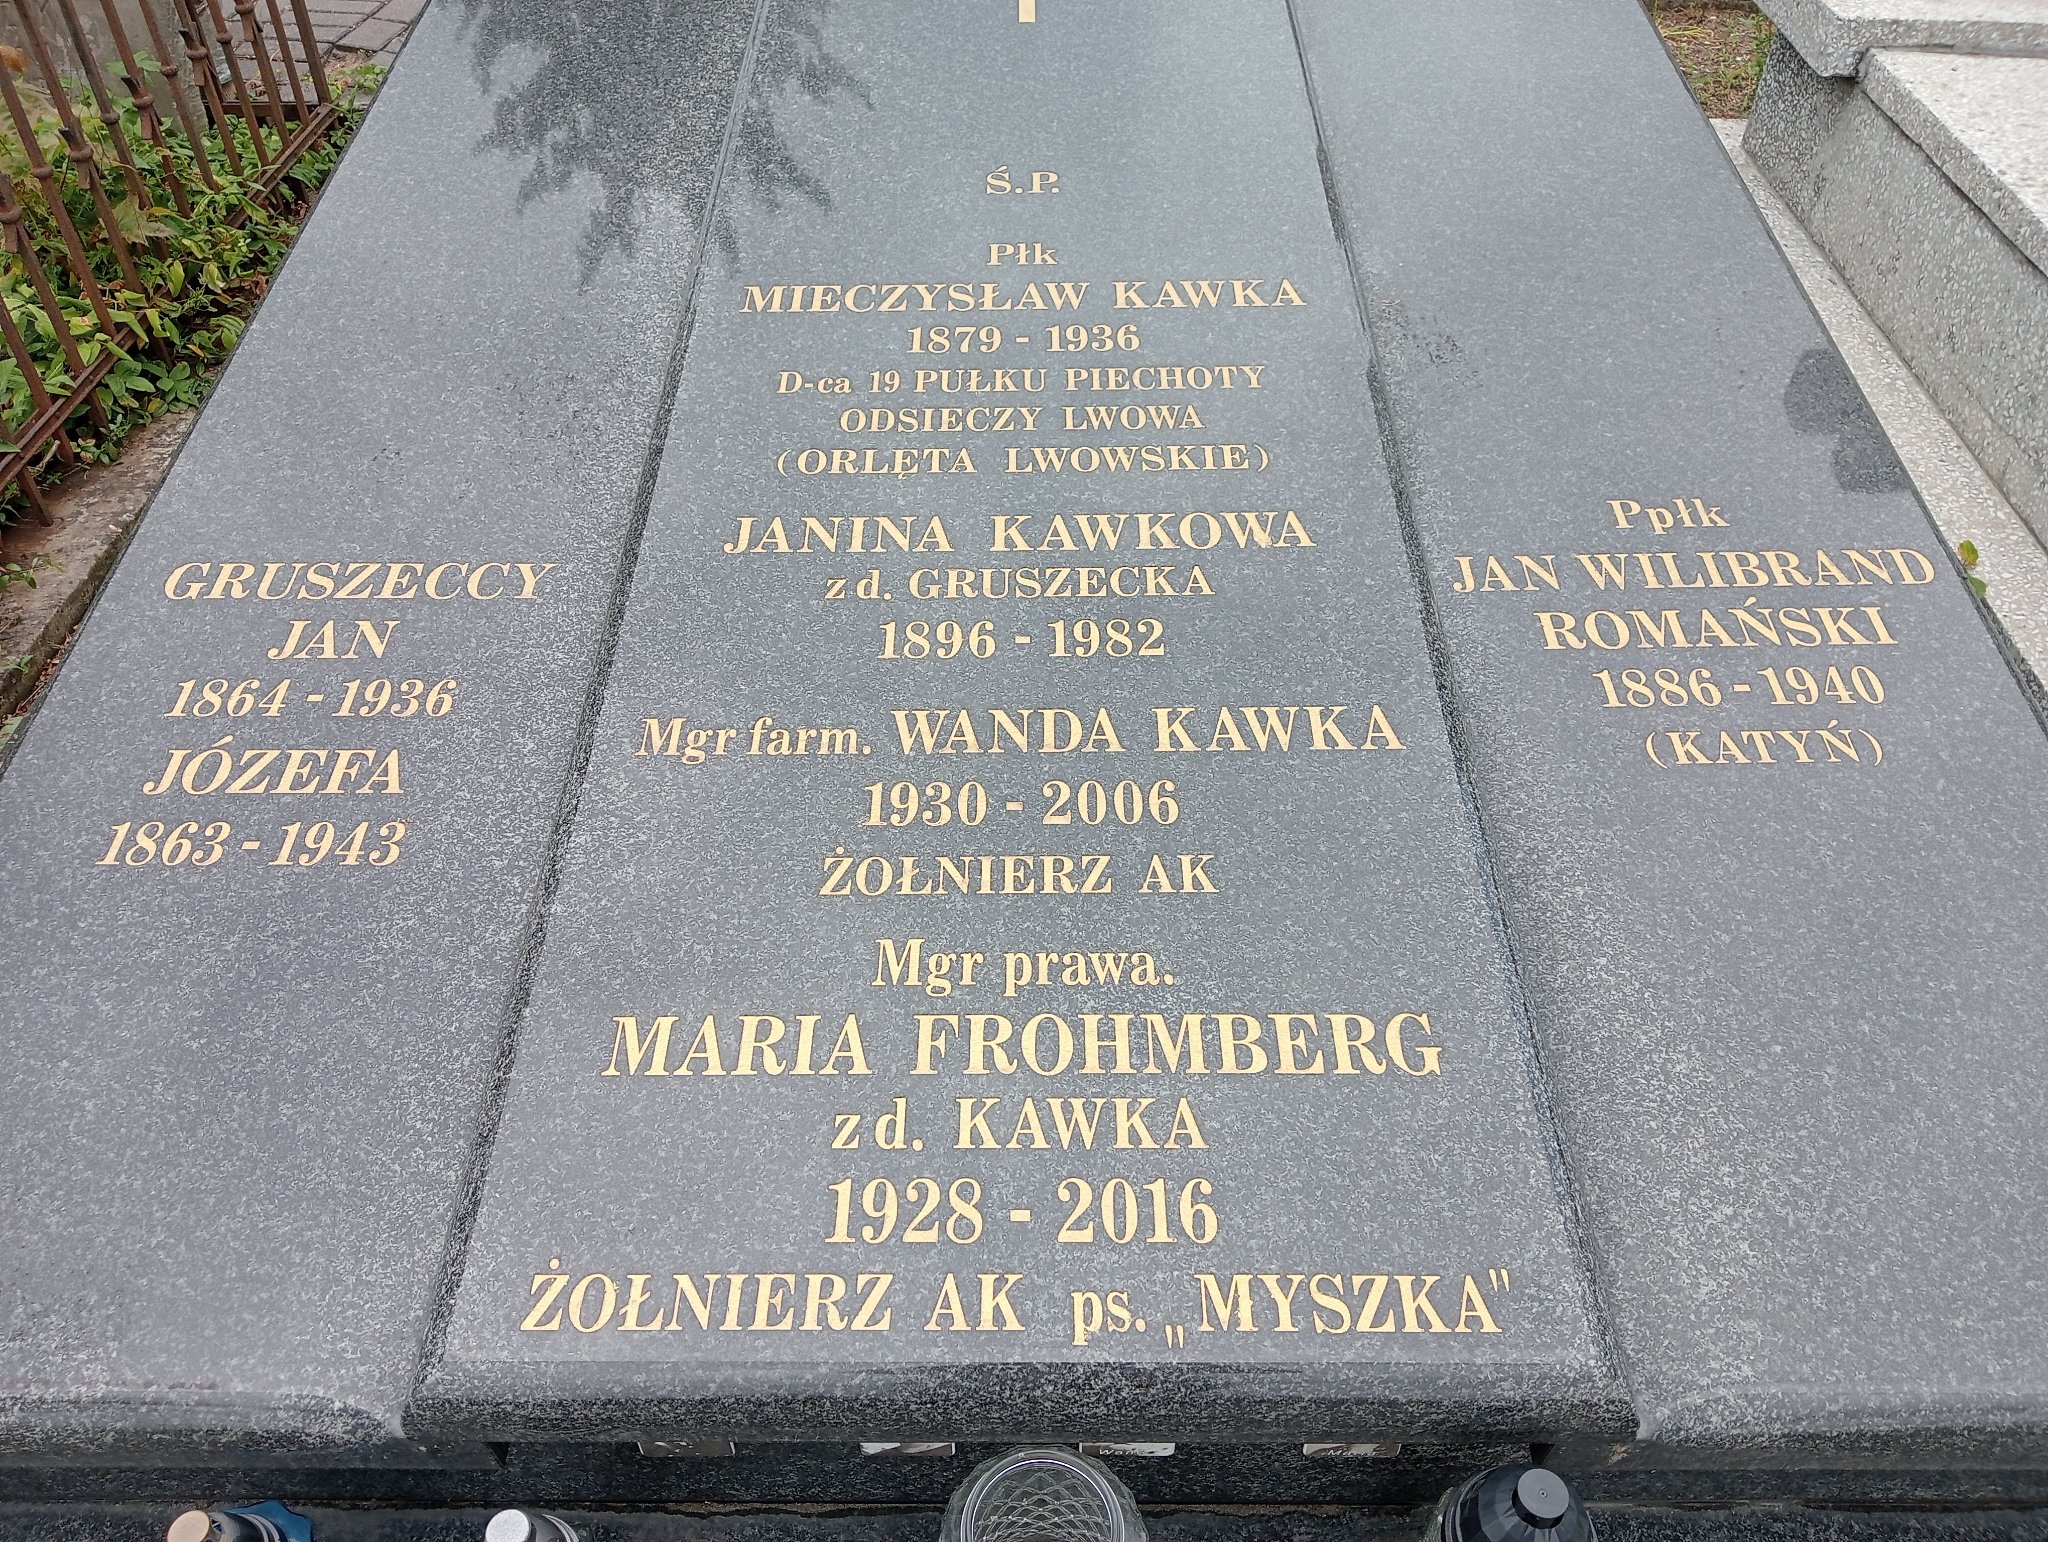 Ś.P.
Płk
MIECZYSŁAW KAWKA
1879 - 1936
D-ca 19 PUŁKU PIECHOTY
ODSIECZY LWOWA
(ORLĘTA LWOWSKIE)
JANINA KAWKOWA
z d. GRUSZECKA
1896 - 1982
Mgr farm. WANDA KAWKA
1930 - 2006
ŻOŁNIERZ AK
Mgr prawa.
MARIA FROHMBERG
z d. KAWKA
1928 - 2016
ŻOŁNIERZ AK ps. „MYSZKA"
GRUSZECCY
JAN
1864 - 1936
JÓZEFA
1863 - 1943
Ppłk
JAN WILIBRAND
ROMAŃSKI
1886 - 1940
(KATYŃ)